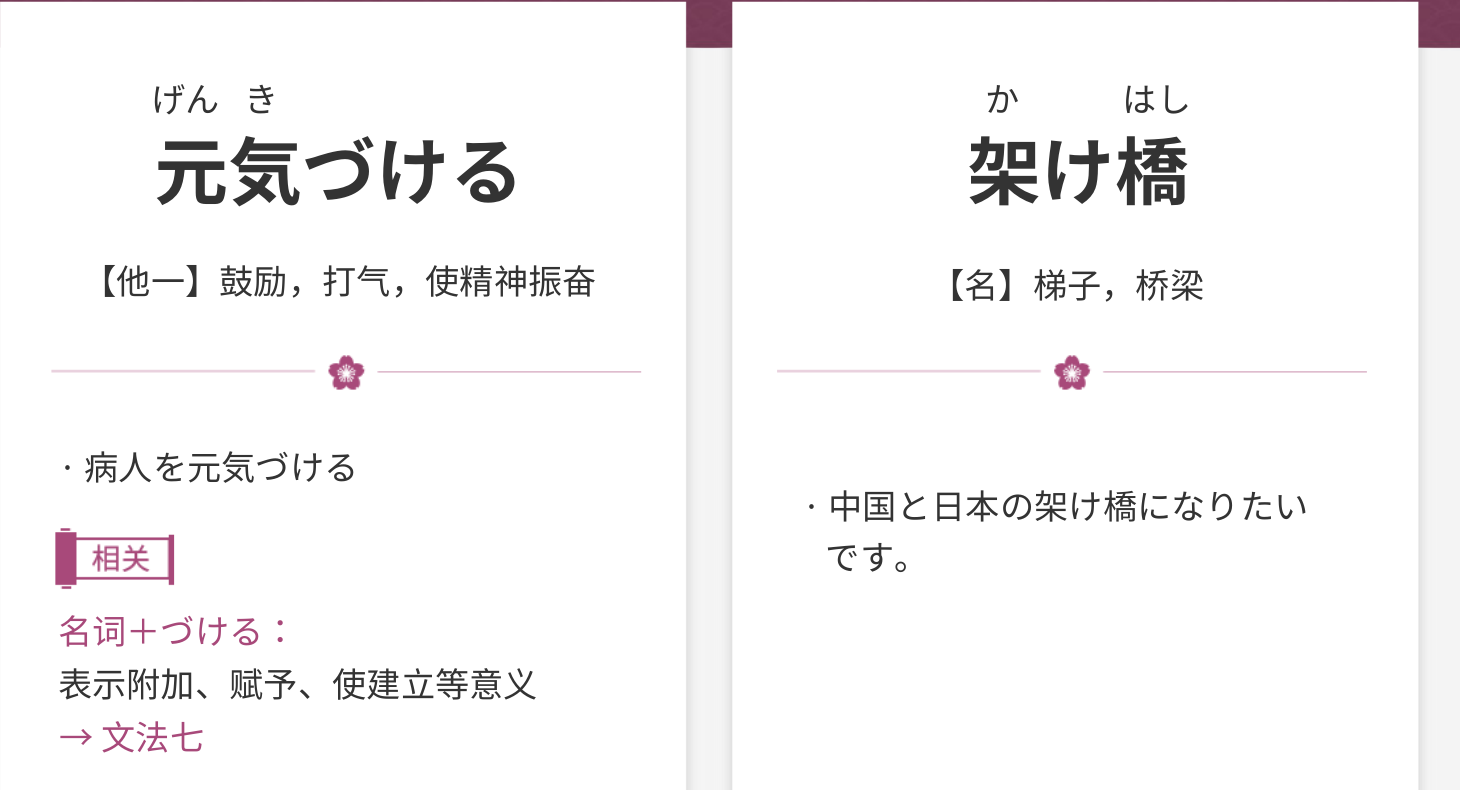 げん き
元気づける
【他一】鼓励，打气，使精神振奋
· 病人を元気づける
相关
名词＋づける：
表示附加、赋予、使建立等意义
→ 文法七
か はし
架け橋
【名】梯子，桥梁
· 中国と日本の架け橋になりたい
です。